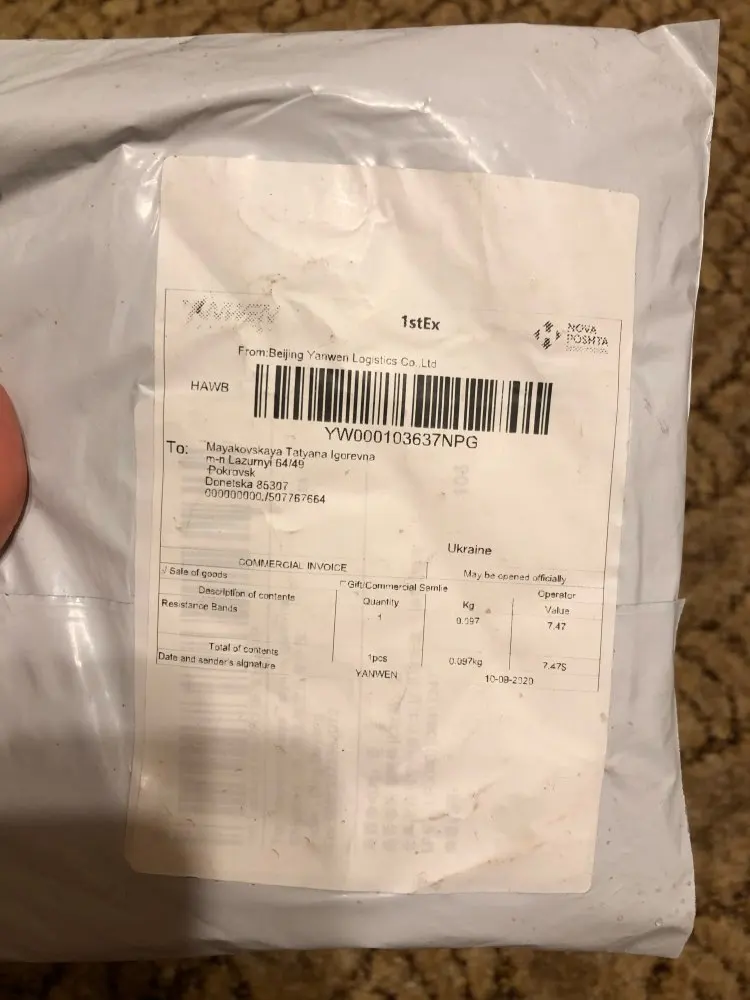 YANWEN
1stEx
NOVA
POSHTA
From:Beijing Yanwen Logistics Co.,Ltd
HAWB
YW000103637NPG
To: Mayakovskaya Tatyana Igorevna
m-n Lazurnyi 64/49
Pokrovsk
Donetska 85307
000000000,/507767664
Ukraine
COMMERCIAL INVOICE
May be opened officially
√ Sale of goods
Gift/Commercial Samlie
Operator
Description of contents Quantity Kg Value
Resistance Bands 1 0.097 7.47
Total of contents 1pcs 0.097kg 7.47$
Date and sender's signature YANWEN 10-09-2020